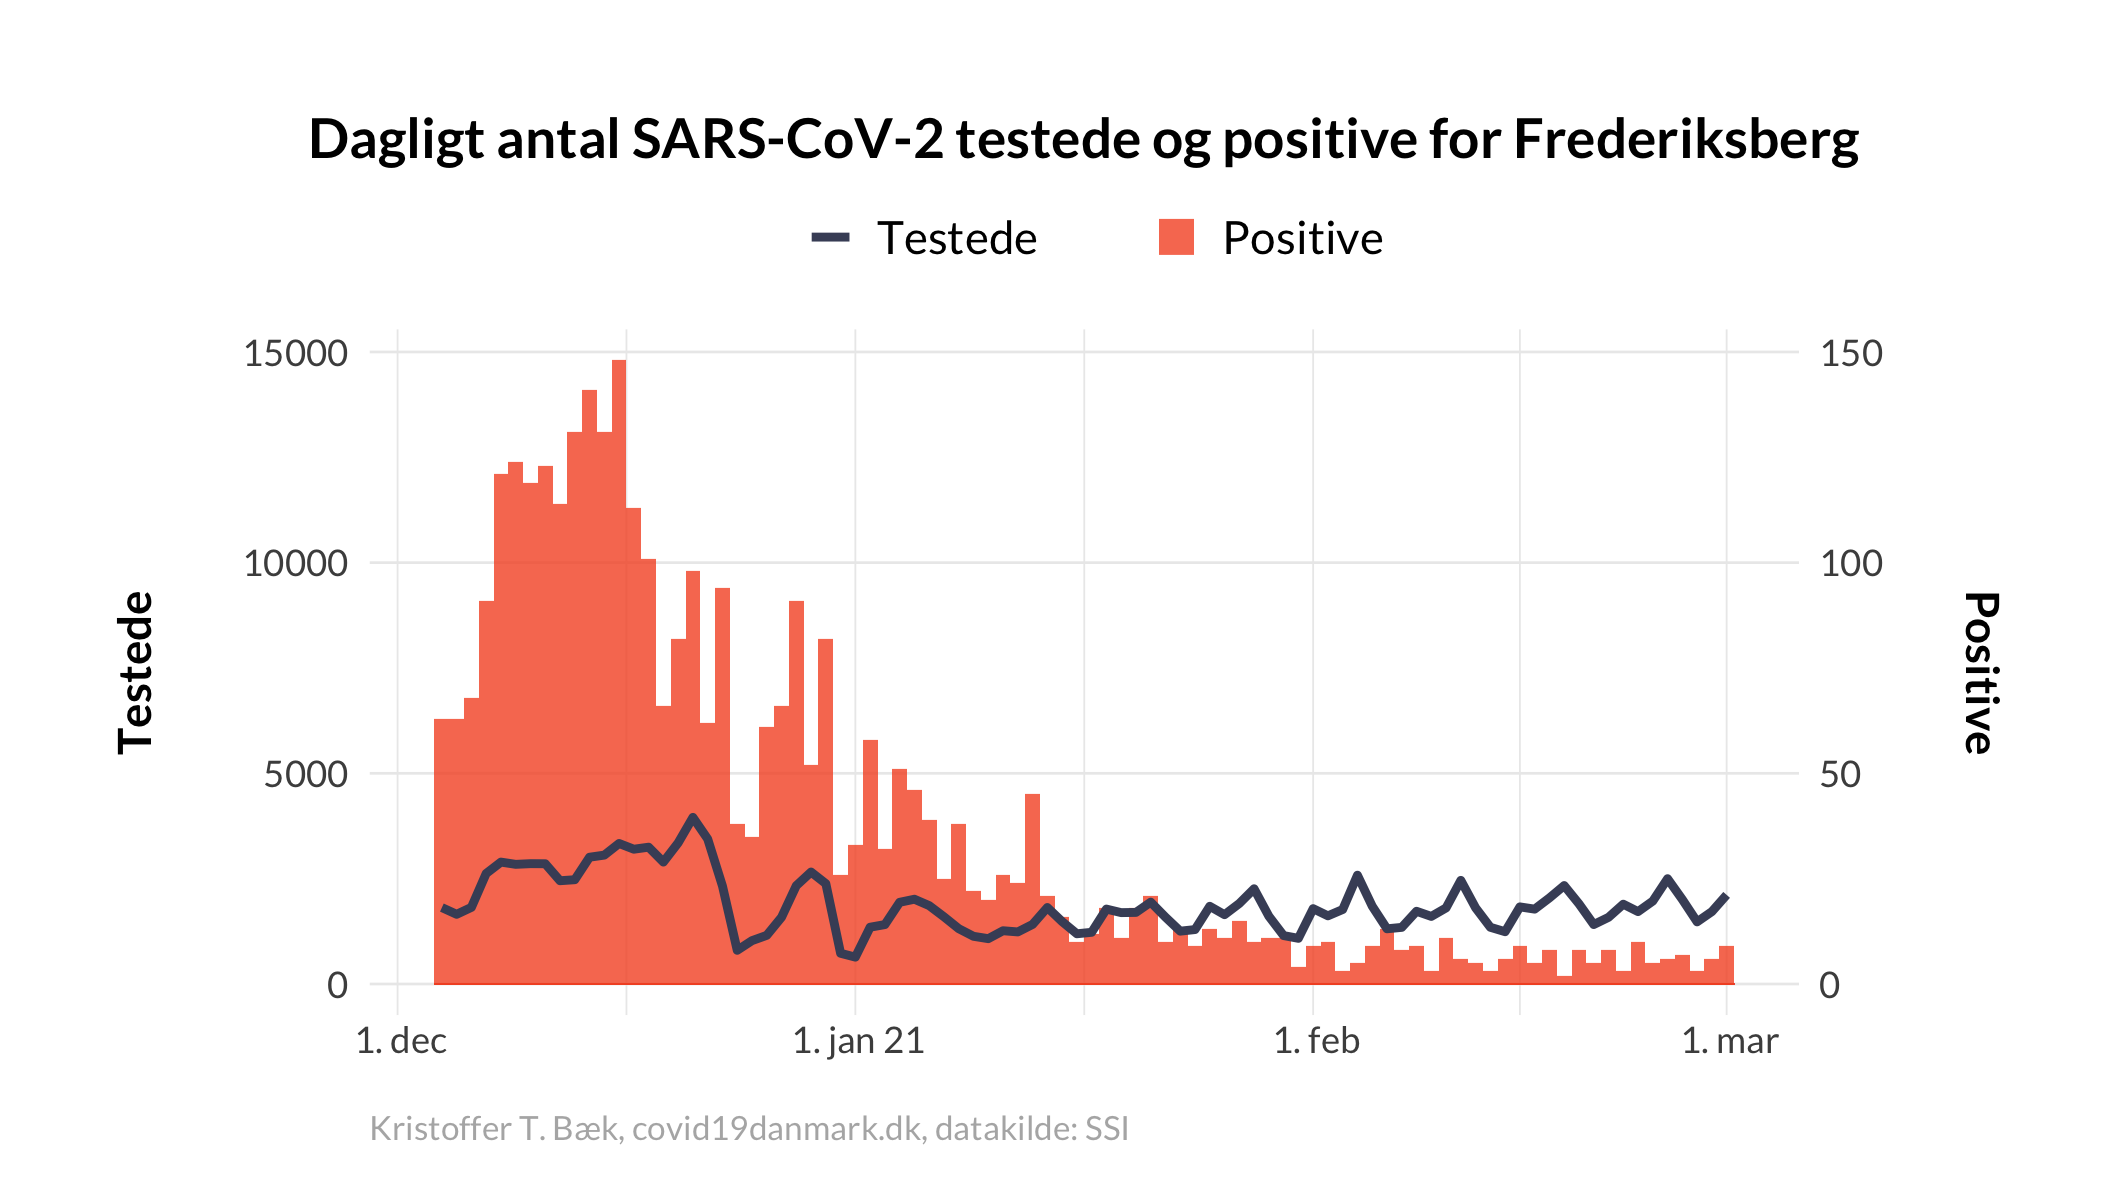 Dagligt antal SARS-CoV-2 testede og positive for Frederiksberg
Testede Positive
15000 150
10000 100
Testede
Positive
5000 50
0 0
1. dec 1. jan 21 1. feb 1. mar
Kristoffer T. Bæk, covid19danmark.dk, datakilde: SSI